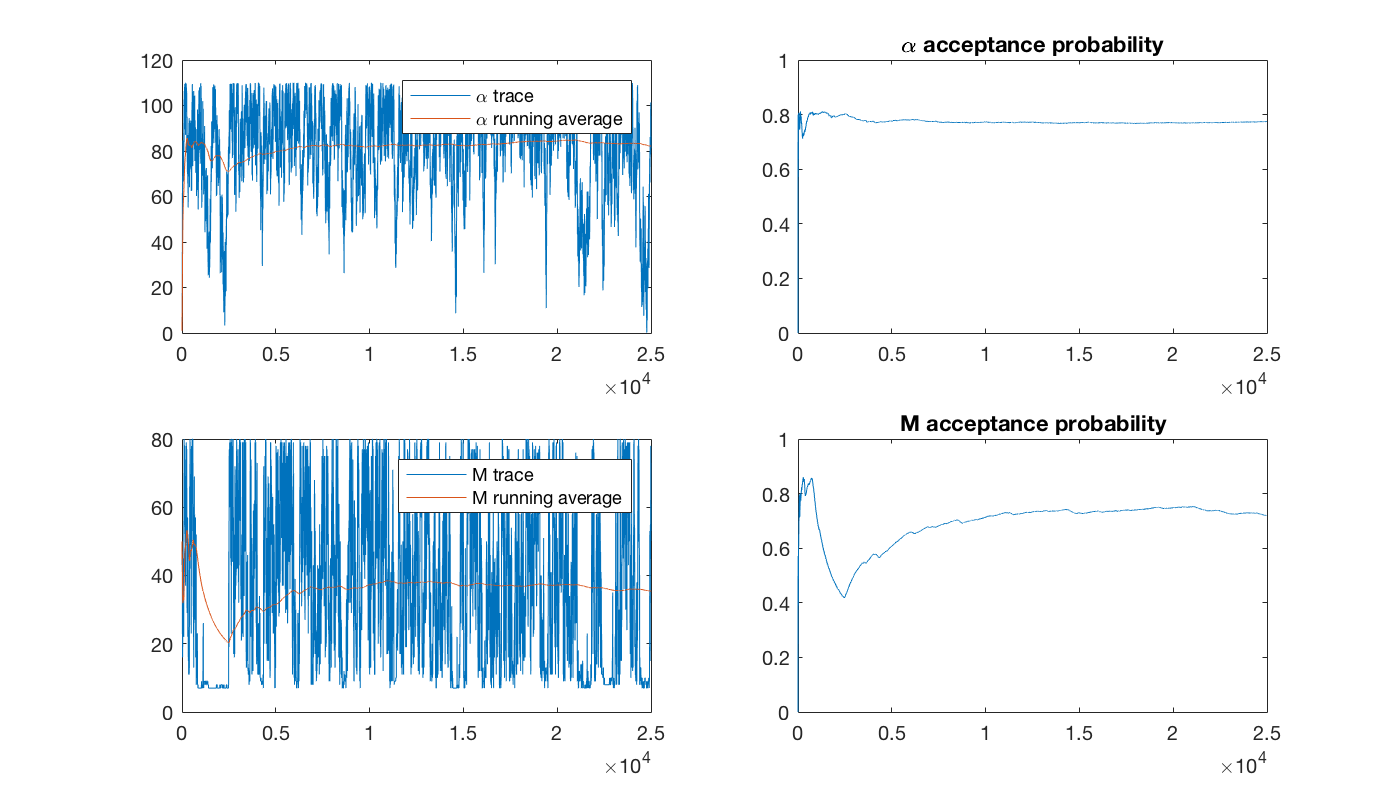 120
100
80
60
40
20
0
0 0.5 1 1.5 2 2.5
×10^4
α trace
α running average
α acceptance probability
1
0.8
0.6
0.4
0.2
0
0 0.5 1 1.5 2 2.5
×10^4
80
60
40
20
0
0 0.5 1 1.5 2 2.5
×10^4
M trace
M running average
M acceptance probability
1
0.8
0.6
0.4
0.2
0
0 0.5 1 1.5 2 2.5
×10^4